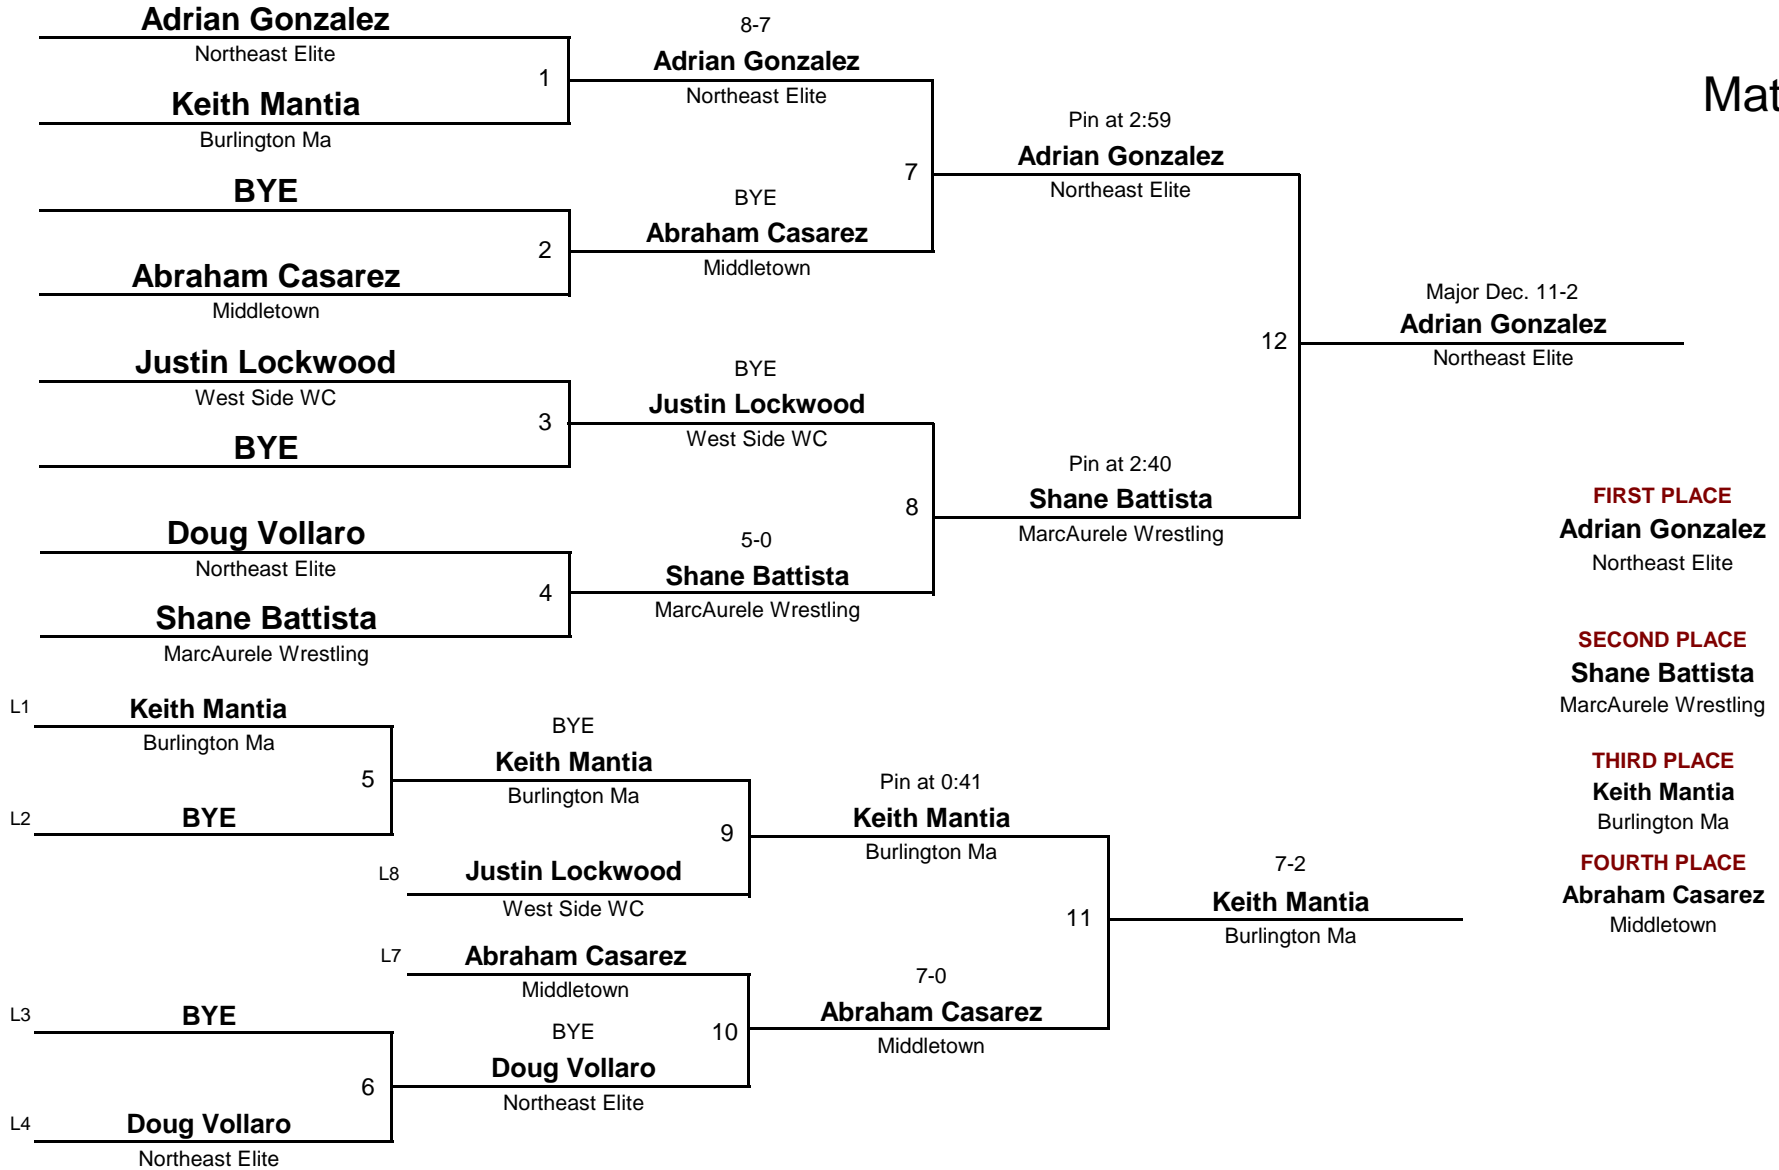 Adrian Gonzalez
Northeast Elite
1
Keith Mantia
Burlington Ma
BYE
2
Abraham Casarez
Middletown
Justin Lockwood
West Side WC
3
BYE
Doug Vollaro
Northeast Elite
4
Shane Battista
MarcAurele Wrestling
8-7
Adrian Gonzalez
Northeast Elite
7
BYE
Abraham Casarez
Middletown
BYE
Justin Lockwood
West Side WC
8
5-0
Shane Battista
MarcAurele Wrestling
Pin at 2:59
Adrian Gonzalez
Northeast Elite
12
Pin at 2:40
Shane Battista
MarcAurele Wrestling
Major Dec. 11-2
Adrian Gonzalez
Northeast Elite
Mat
L1
Keith Mantia
Burlington Ma
5
L2
BYE
L3
BYE
6
L4
Doug Vollaro
Northeast Elite
BYE
Keith Mantia
Burlington Ma
9
L8
Justin Lockwood
West Side WC
L7
Abraham Casarez
Middletown
10
BYE
Doug Vollaro
Northeast Elite
Pin at 0:41
Keith Mantia
Burlington Ma
11
7-0
Abraham Casarez
Middletown
7-2
Keith Mantia
Burlington Ma
FIRST PLACE
Adrian Gonzalez
Northeast Elite
SECOND PLACE
Shane Battista
MarcAurele Wrestling
THIRD PLACE
Keith Mantia
Burlington Ma
FOURTH PLACE
Abraham Casarez
Middletown